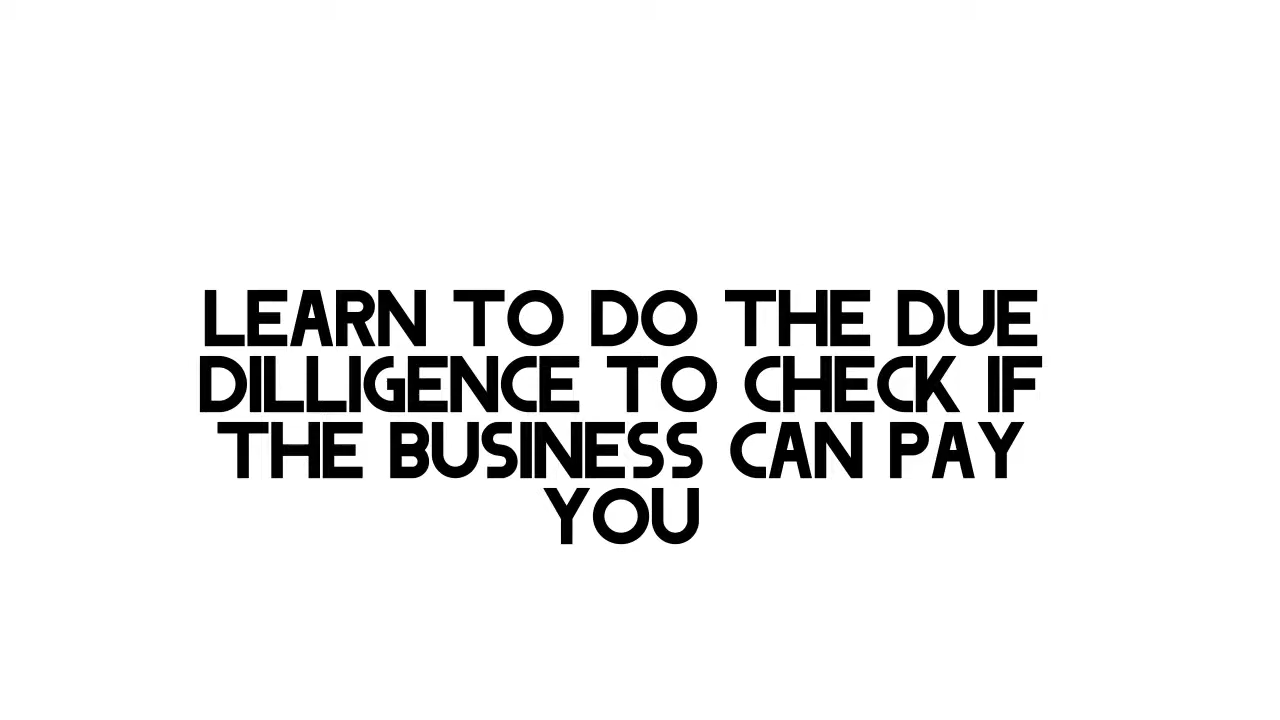 LEARN TO DO THE DUE
DILLIGENCE TO CHECK IF
THE BUSINESS CAN PAY
YOU